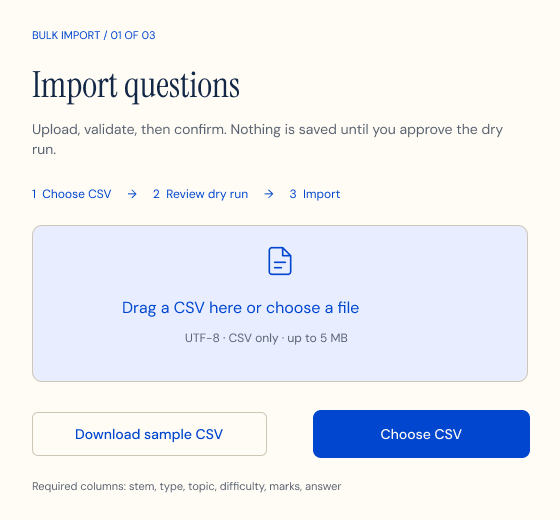 BULK IMPORT / 01 OF 03
Import questions
Upload, validate, then confirm. Nothing is saved until you approve the dry
run.
1 Choose CSV → 2 Review dry run → 3 Import
Drag a CSV here or choose a file
UTF-8 · CSV only · up to 5 MB
Download sample CSV
Choose CSV
Required columns: stem, type, topic, difficulty, marks, answer